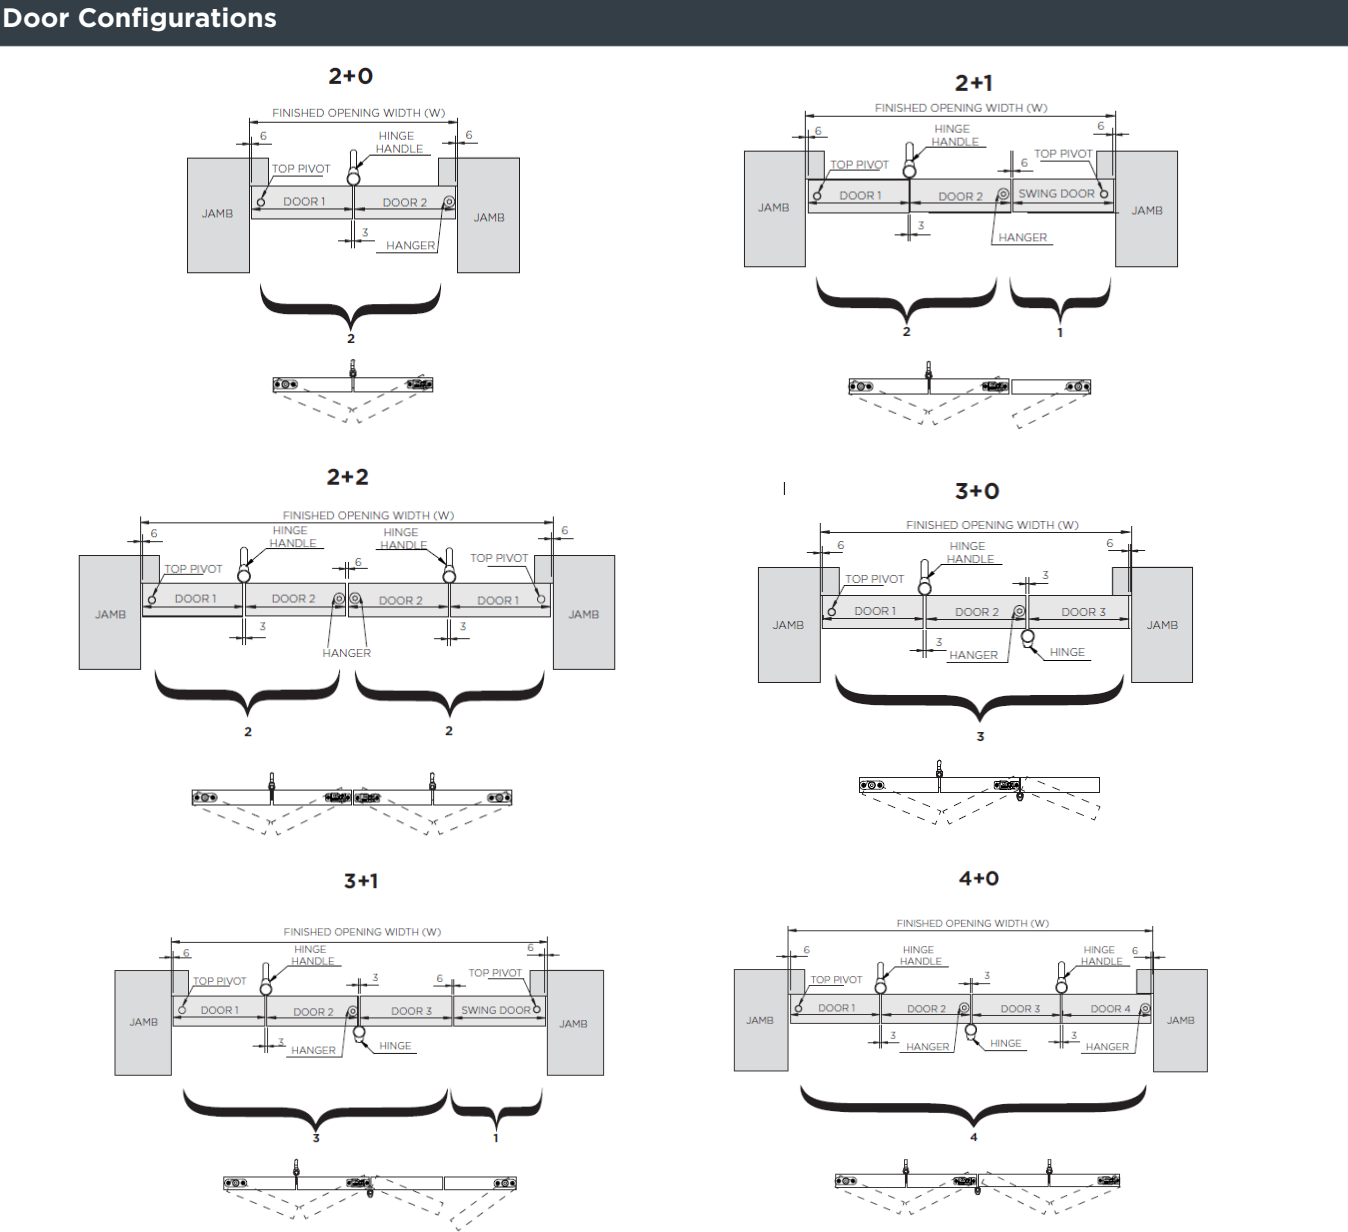 Door Configurations
2+0
FINISHED OPENING WIDTH (W)
6
HINGE
HANDLE
6
TOP PIVOT
JAMB
DOOR 1
DOOR 2
JAMB
3
HANGER
2
2+1
FINISHED OPENING WIDTH (W)
6
HINGE
HANDLE
6
TOP PIVOT
6
TOP PIVOT
JAMB
DOOR 1
DOOR 2
SWING DOOR
JAMB
3
HANGER
2
1
2+2
FINISHED OPENING WIDTH (W)
6
HINGE
HANDLE
HINGE
HANDLE
6
TOP PIVOT
6
TOP PIVOT
JAMB
DOOR 1
DOOR 2
DOOR 2
DOOR 1
JAMB
3
3
HANGER
2
2
3+0
FINISHED OPENING WIDTH (W)
6
HINGE
HANDLE
6
TOP PIVOT
3
JAMB
DOOR 1
DOOR 2
DOOR 3
JAMB
3
HANGER
HINGE
3
3+1
FINISHED OPENING WIDTH (W)
6
HINGE
HANDLE
6
TOP PIVOT
3
6
TOP PIVOT
JAMB
DOOR 1
DOOR 2
DOOR 3
SWING DOOR
JAMB
3
HANGER
HINGE
3
1
4+0
FINISHED OPENING WIDTH (W)
6
HINGE
HANDLE
HINGE
HANDLE
6
TOP PIVOT
3
JAMB
DOOR 1
DOOR 2
DOOR 3
DOOR 4
JAMB
3
HANGER
HINGE
3
HANGER
4